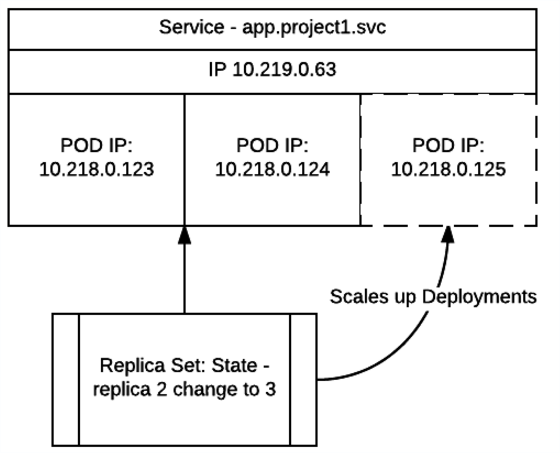 Service - app.project1.svc
IP 10.219.0.63
POD IP:
10.218.0.123
POD IP:
10.218.0.124
POD IP:
10.218.0.125
Scales up Deployments
Replica Set: State -
replica 2 change to 3